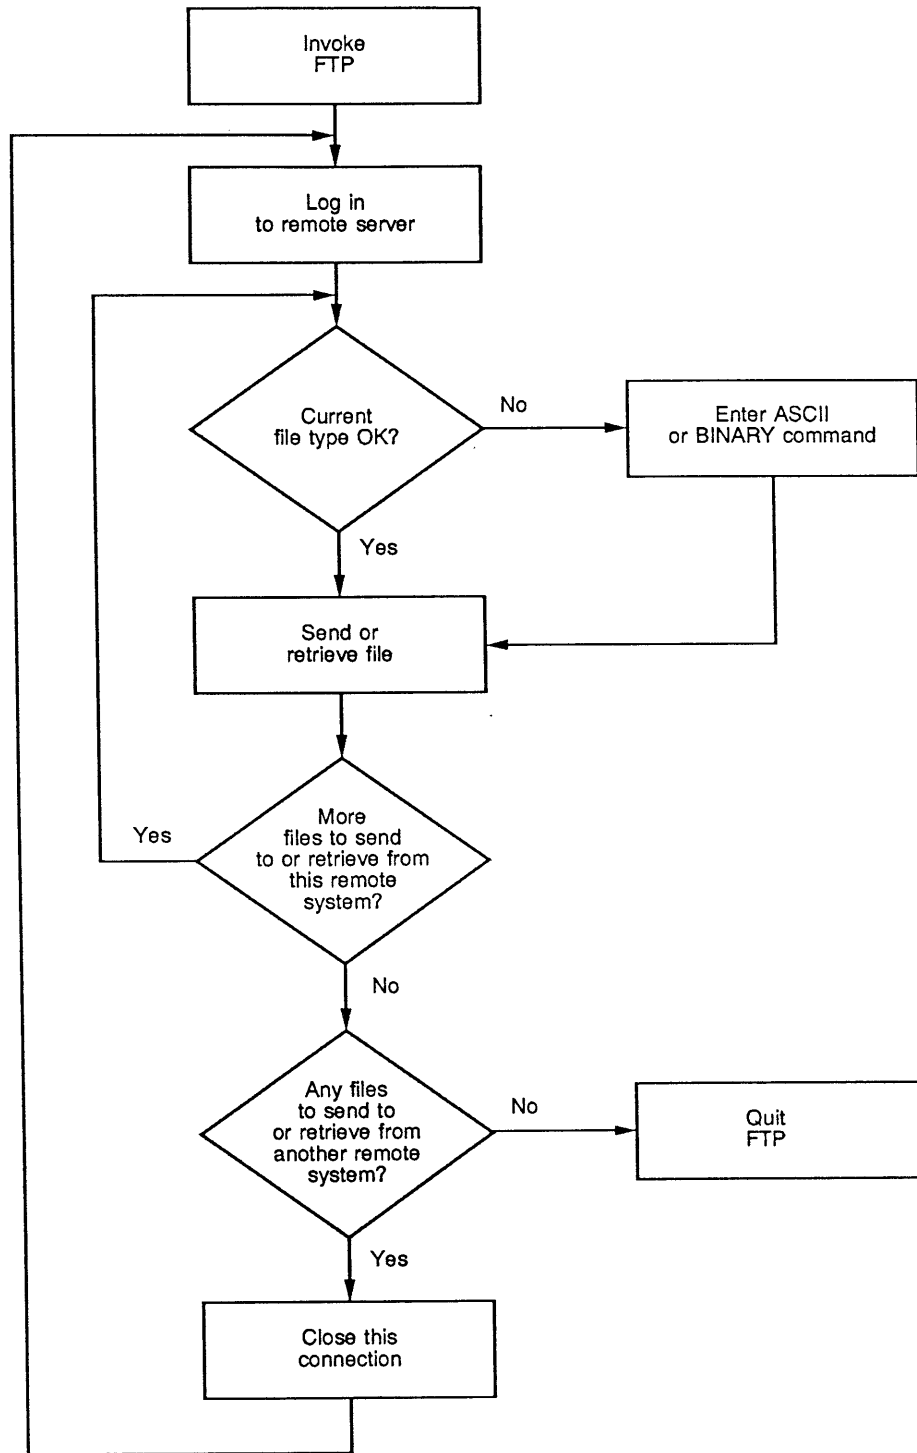 Invoke
FTP
Log in
to remote server
Current
file type OK?
No
Enter ASCII
or BINARY command
Yes
Send or
retrieve file
More
files to send
to or retrieve from
this remote
system?
Yes
No
Any files
to send to
or retrieve from
another remote
system?
No
Quit
FTP
Yes
Close this
connection